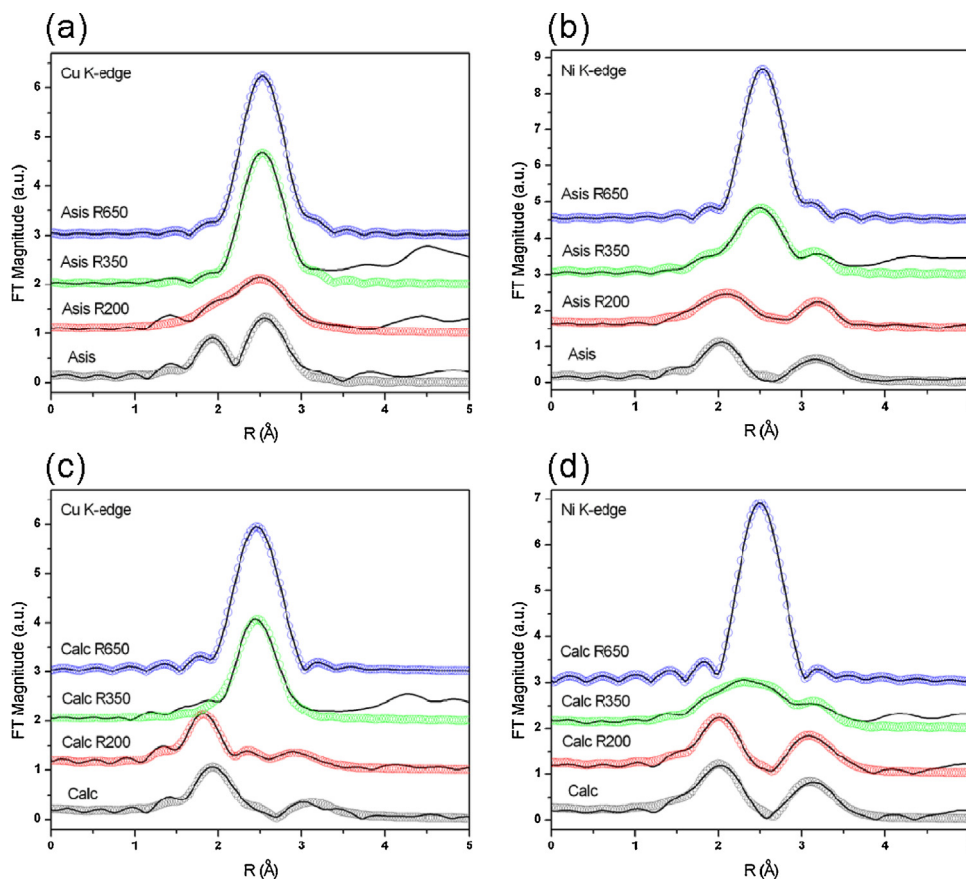 (a)
Cu K-edge
FT Magnitude (a.u.)
6
5
4
3
2
1
0
Asis R650
Asis R350
Asis R200
Asis
0 1 2 3 4 5
R (Å)
(b)
Ni K-edge
FT Magnitude (a.u.)
9
8
7
6
5
4
3
2
1
0
Asis R650
Asis R350
Asis R200
Asis
0 1 2 3 4
R (Å)
(c)
Cu K-edge
FT Magnitude (a.u.)
6
5
4
3
2
1
0
Calc R650
Calc R350
Calc R200
Calc
0 1 2 3 4 5
R (Å)
(d)
Ni K-edge
FT Magnitude (a.u.)
7
6
5
4
3
2
1
0
Calc R650
Calc R350
Calc R200
Calc
0 1 2 3 4
R (Å)